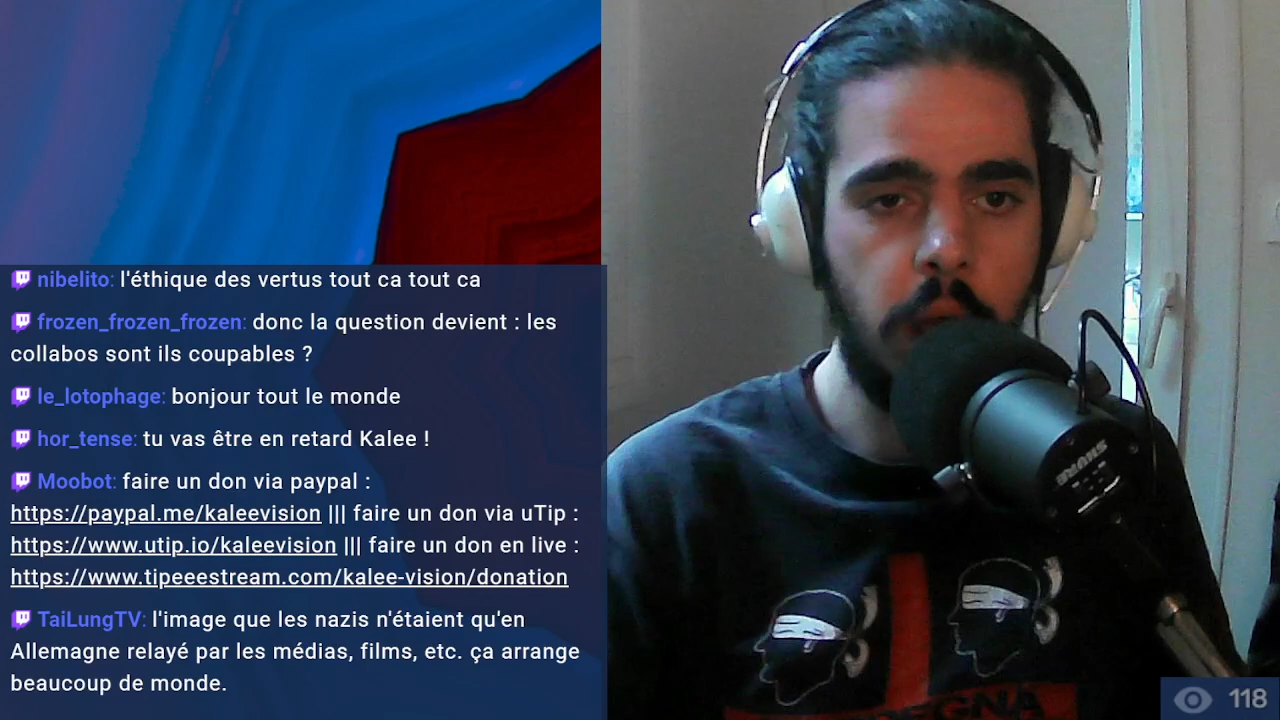 nibelito: l'éthique des vertus tout ca tout ca
frozen_frozen_frozen: donc la question devient : les
collabos sont ils coupables ?
le_lotophage: bonjour tout le monde
hor_tense: tu vas être en retard Kalee !
Moobot: faire un don via paypal :
https://paypal.me/kaleevision ||| faire un don via uTip :
https://www.utip.io/kaleevision ||| faire un don en live :
https://www.tipeeestream.com/kalee-vision/donation
TaiLungTV: l'image que les nazis n'étaient qu'en
Allemagne relayé par les médias, films, etc. ça arrange
beaucoup de monde.
118